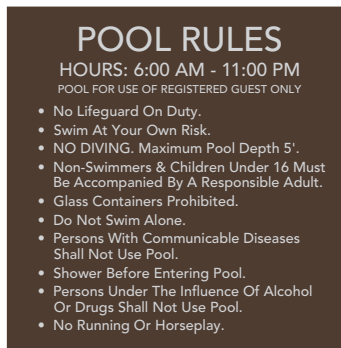 POOL RULES
HOURS: 6:00 AM - 11:00 PM
POOL FOR USE OF REGISTERED GUEST ONLY
• No Lifeguard On Duty.
• Swim At Your Own Risk.
• NO DIVING. Maximum Pool Depth 5'.
• Non-Swimmers & Children Under 16 Must
Be Accompanied By A Responsible Adult.
• Glass Containers Prohibited.
• Do Not Swim Alone.
• Persons With Communicable Diseases
Shall Not Use Pool.
• Shower Before Entering Pool.
• Persons Under The Influence Of Alcohol
Or Drugs Shall Not Use Pool.
• No Running Or Horseplay.